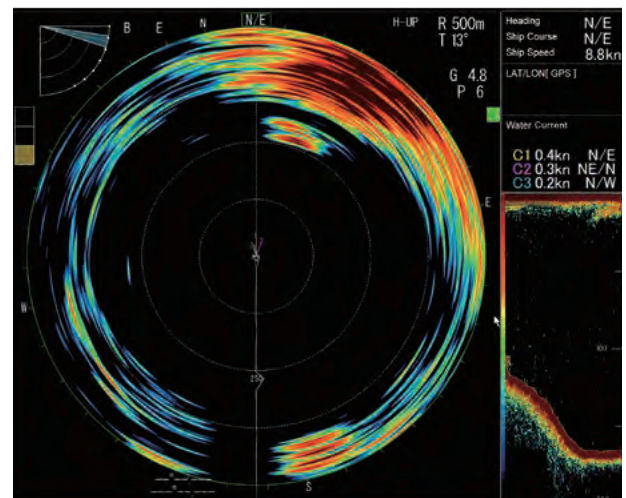 B E N N/E
H-UP R 500m
T 13°
G 4.8
P 6
E
W
250
S
Heading N/E
Ship Course N/E
Ship Speed 8.8kn
LAT/LON[ GPS ]
Water Current
C1 0.4kn N/E
C2 0.3kn NE/N
C3 0.2kn N/W
100